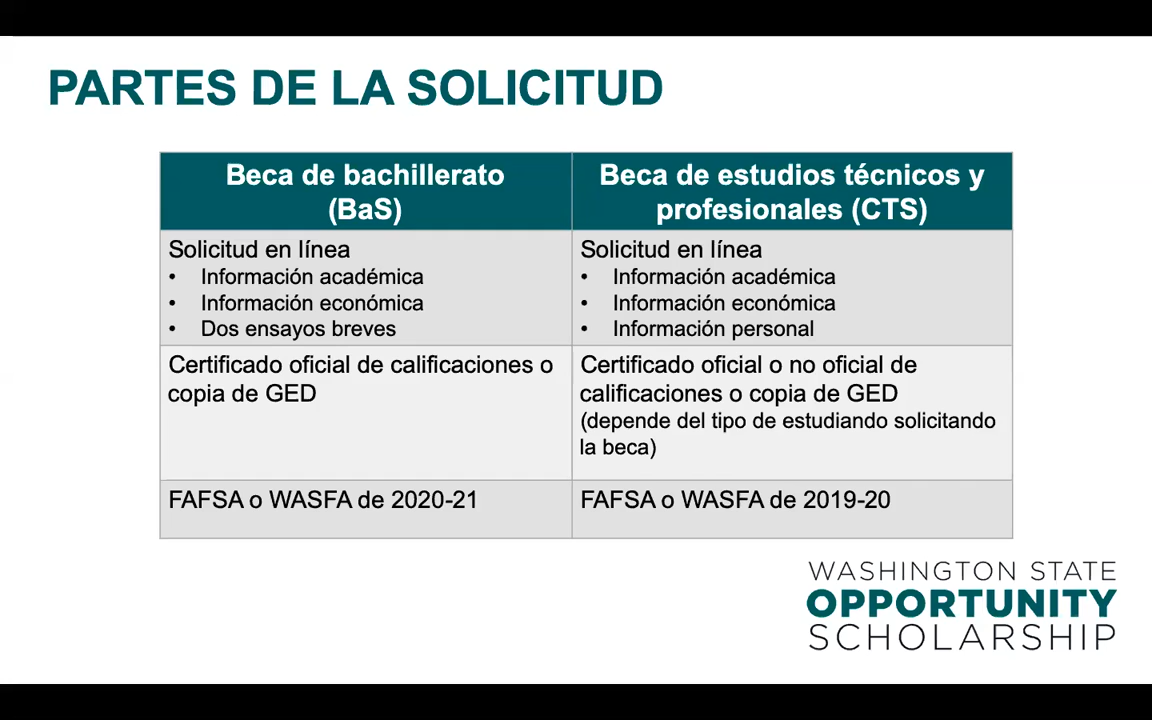 PARTES DE LA SOLICITUD
Beca de bachillerato
(BaS)
Beca de estudios técnicos y
profesionales (CTS)
Solicitud en línea
• Información académica
• Información económica
• Dos ensayos breves
Solicitud en línea
• Información académica
• Información económica
• Información personal
Certificado oficial de calificaciones o
copia de GED
Certificado oficial o no oficial de
calificaciones o copia de GED
(depende del tipo de estudiando solicitando
la beca)
FAFSA o WASFA de 2020-21
FAFSA o WASFA de 2019-20
WASHINGTON STATE
OPPORTUNITY
SCHOLARSHIP